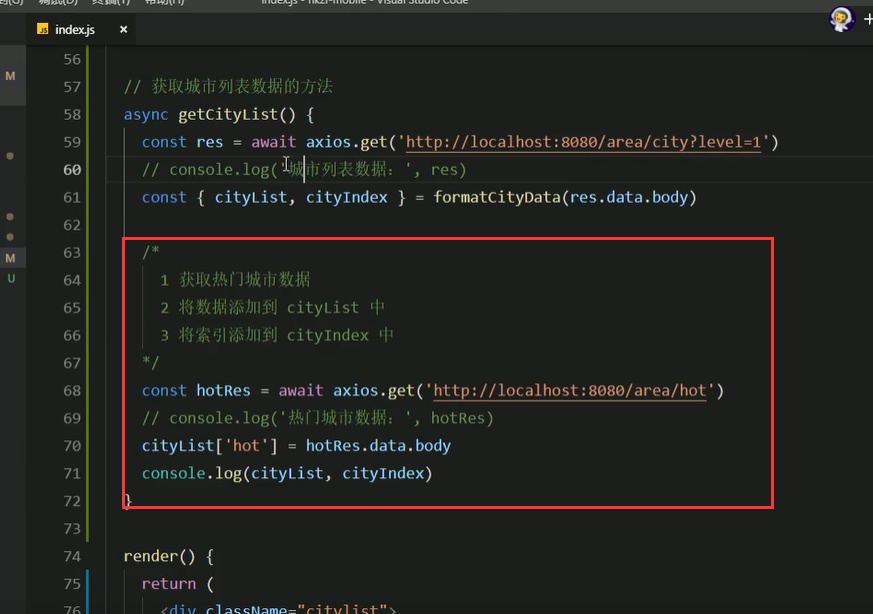 index.js - hkzf-mobile - Visual Studio Code
JS index.js ×
56
57 // 获取城市列表数据的方法
58 async getCityList() {
M
59 const res = await axios.get('http://localhost:8080/area/city?level=1')
60 // console.log('城市列表数据：', res)
61 const { cityList, cityIndex } = formatCityData(res.data.body)
62
63 /*
M
64 1 获取热门城市数据
U
65 2 将数据添加到 cityList 中
66 3 将索引添加到 cityIndex 中
67 */
68 const hotRes = await axios.get('http://localhost:8080/area/hot')
69 // console.log('热门城市数据：', hotRes)
70 cityList['hot'] = hotRes.data.body
71 console.log(cityList, cityIndex)
72 }
73
74 render() {
75 return (
76 <div className="citylist">